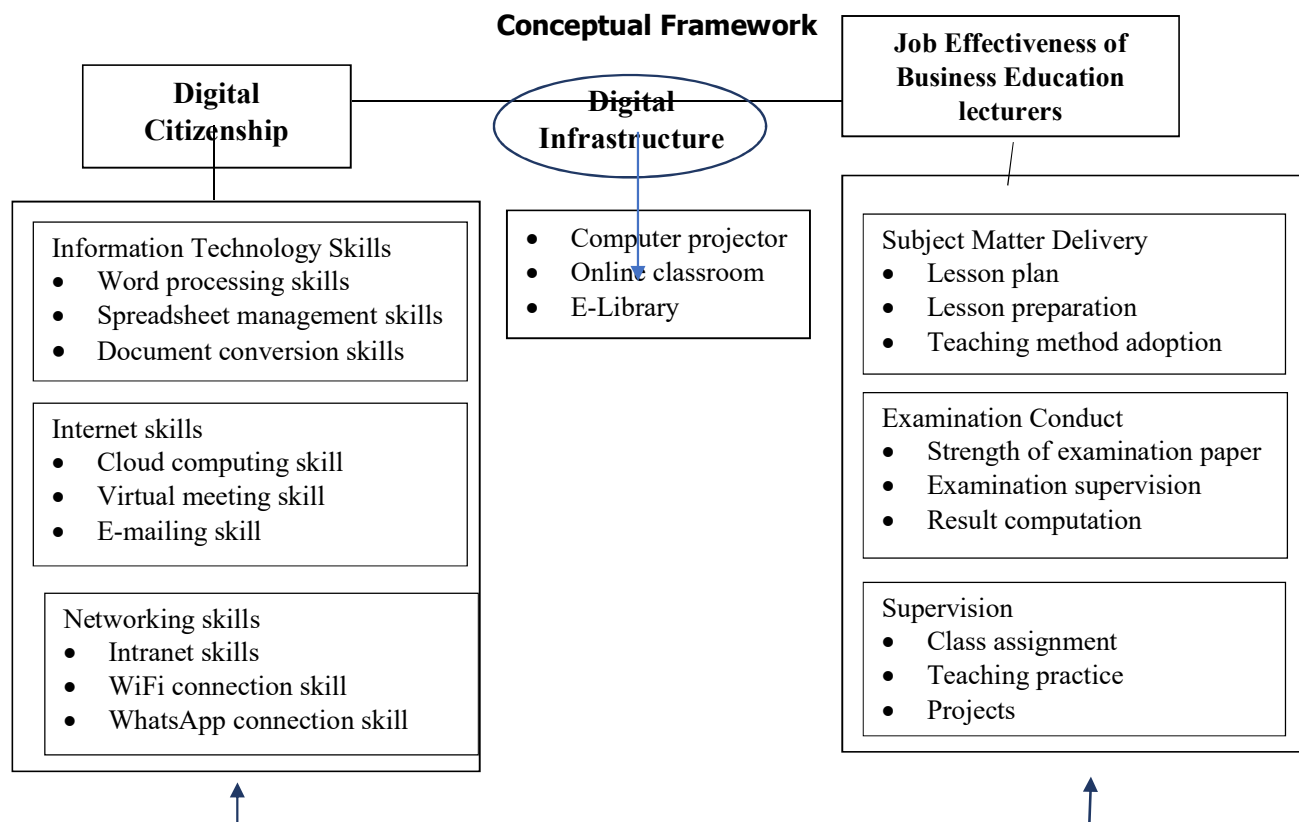 Conceptual Framework
Digital
Citizenship
Digital
Infrastructure
Job Effectiveness of
Business Education
lecturers
Information Technology Skills
• Word processing skills
• Spreadsheet management skills
• Document conversion skills
Internet skills
• Cloud computing skill
• Virtual meeting skill
• E-mailing skill
Networking skills
• Intranet skills
• WiFi connection skill
• WhatsApp connection skill
• Computer projector
• Online classroom
• E-Library
Subject Matter Delivery
• Lesson plan
• Lesson preparation
• Teaching method adoption
Examination Conduct
• Strength of examination paper
• Examination supervision
• Result computation
Supervision
• Class assignment
• Teaching practice
• Projects